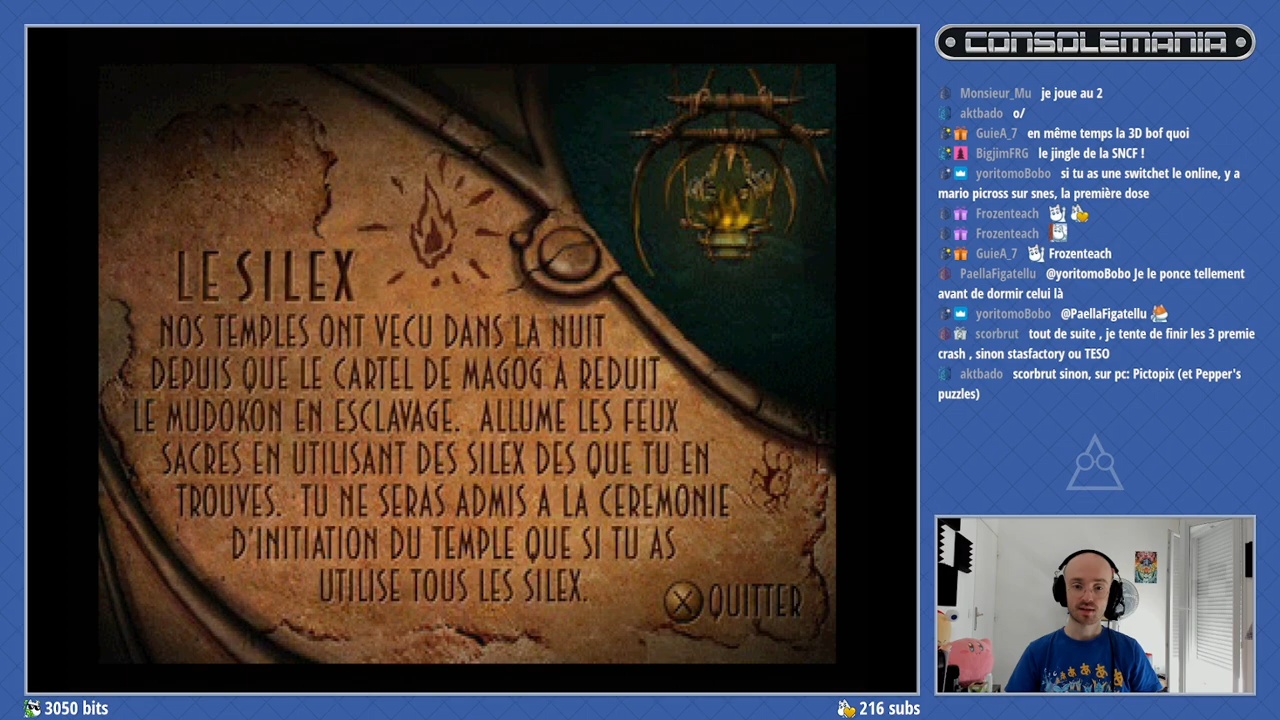 LE SILEX
NOS TEMPLES ONT VECU DANS LA NUIT
DEPUIS QUE LE CARTEL DE MAGOG A REDUIT
LE MUDOKON EN ESCLAVAGE. ALLUME LES FEUX
SACRES EN UTILISANT DES SILEX DES QUE TU EN
TROUVES. TU NE SERAS ADMIS A LA CEREMONIE
D'INITIATION DU TEMPLE QUE SI TU AS
UTILISE TOUS LES SILEX.
X QUITTER
CONSOLEMANIA
Monsieur_Mu je joue au 2
aktbado o/
GuieA_7 en même temps la 3D bof quoi
BigjimFRG le jingle de la SNCF !
yoritomoBobo si tu as une switchet le online, y a
mario picross sur snes, la première dose
Frozenteach
Frozenteach
GuieA_7 Frozenteach
PaellaFigatellu @yoritomoBobo Je le ponce tellement
avant de dormir celui là
yoritomoBobo @PaellaFigatellu
scorbrut tout de suite , je tente de finir les 3 premie
crash , sinon stasfactory ou TESO
aktbado scorbrut sinon, sur pc: Pictopix (et Pepper's
puzzles)
3050 bits
216 subs